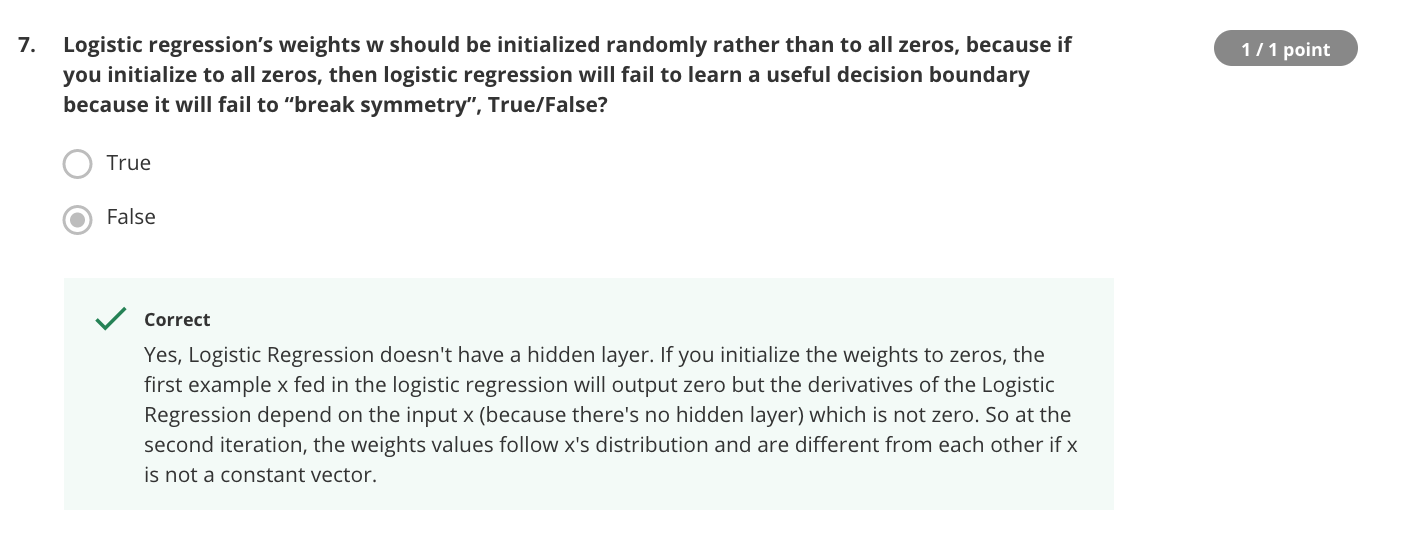 7. Logistic regression’s weights w should be initialized randomly rather than to all zeros, because if
1 / 1 point
you initialize to all zeros, then logistic regression will fail to learn a useful decision boundary
because it will fail to “break symmetry”, True/False?
True
False
Correct
Yes, Logistic Regression doesn't have a hidden layer. If you initialize the weights to zeros, the
first example x fed in the logistic regression will output zero but the derivatives of the Logistic
Regression depend on the input x (because there's no hidden layer) which is not zero. So at the
second iteration, the weights values follow x's distribution and are different from each other if x
is not a constant vector.